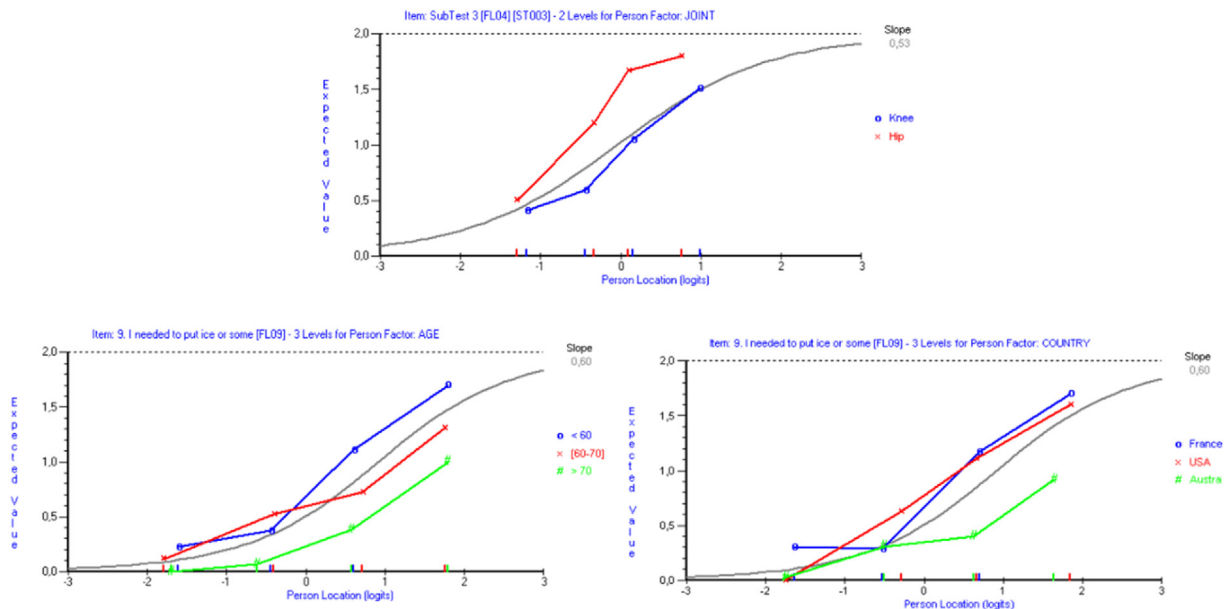 Item: SubTest 3 [FL04] [ST003] - 2 Levels for Person Factor: JOINT
2,0
1,5
1,0
0,5
0,0
Expected Value
-3
-2
-1
0
1
2
3
Person Location (logits)
Slope
0,53
o Knee
× Hip
Item: 9. I needed to put ice or some [FL09] - 3 Levels for Person Factor: AGE
2,0
1,5
1,0
0,5
0,0
Expected Value
-3
-2
-1
0
1
2
3
Person Location (logits)
Slope
0,60
o < 60
× [60-70]
# > 70
Item: 9. I needed to put ice or some [FL09] - 3 Levels for Person Factor: COUNTRY
2,0
1,5
1,0
0,5
0,0
Expected Value
-3
-2
-1
0
1
2
3
Person Location (logits)
Slope
0,60
o France
× USA
# Austra